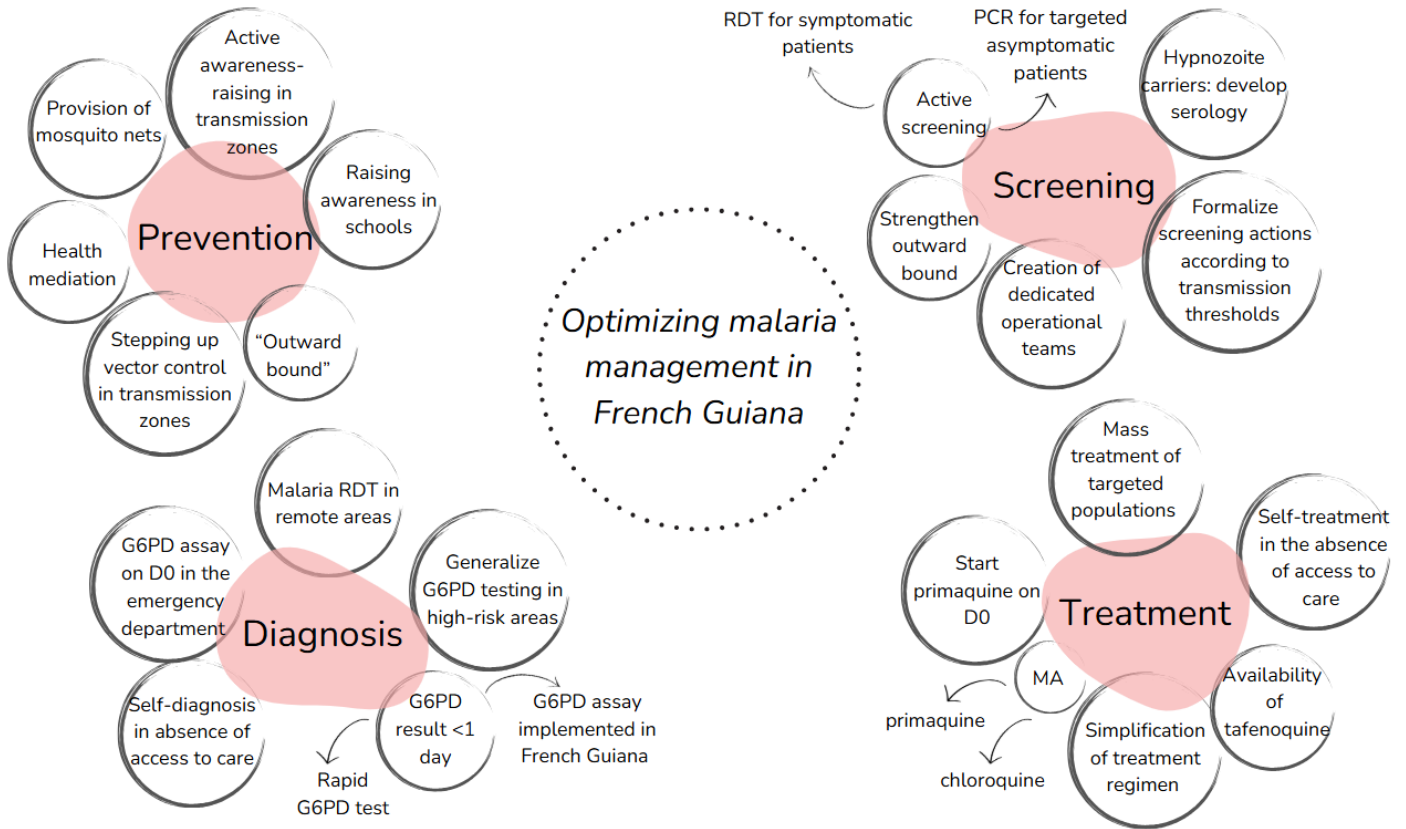 Active
awareness-
raising in
transmission
zones
Provision of
mosquito nets
Raising
awareness in
schools
Prevention
Health
mediation
Stepping up
vector control
in transmission
zones
“Outward
bound”
RDT for symptomatic
patients
PCR for targeted
asymptomatic
patients
Hypnozoite
carriers: develop
serology
Active
screening
Screening
Strengthen
outward
bound
Formalize
screening actions
according to
transmission
thresholds
Creation of
dedicated
operational
teams
Optimizing malaria
management in
French Guiana
Malaria RDT in
remote areas
G6PD assay
on D0 in the
emergency
department
Generalize
G6PD testing in
high-risk areas
Diagnosis
Self-diagnosis
in absence of
access to care
G6PD
result <1
day
G6PD assay
implemented in
French Guiana
Rapid
G6PD test
Mass
treatment of
targeted
populations
Self-treatment
in the absence
of access to
care
Start
primaquine on
D0
Treatment
MA
primaquine
chloroquine
Availability
of
tafenoquine
Simplification
of treatment
regimen